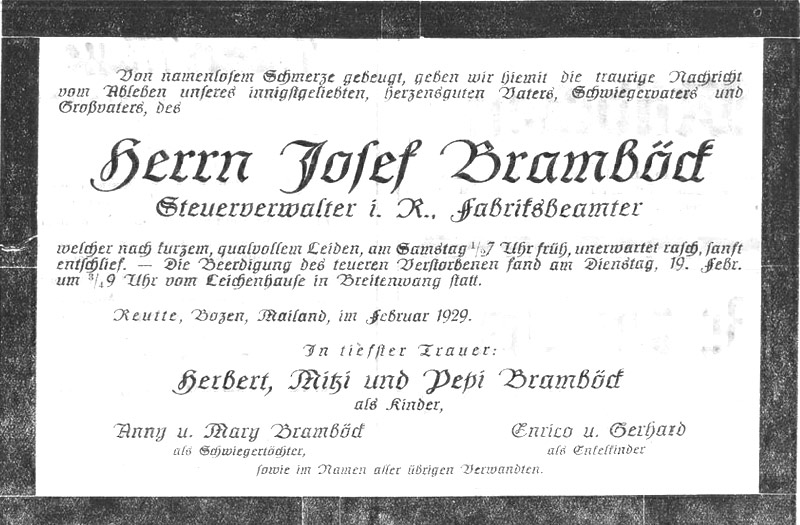 Von namenlosem Schmerze gebeugt, geben wir hiemit die traurige Nachricht
vom Ableben unseres innigstgeliebten, herzensguten Vaters, Schwiegervaters und
Großvaters, des
Herrn Josef Bramböck
Steuerverwalter i. R., Fabriksbeamter
welcher nach kurzem, qualvollem Leiden, am Samstag ½7 Uhr früh, unerwartet rasch, sanft
entschlief. — Die Beerdigung des teueren Verstorbenen fand am Dienstag, 19. Febr.
um ¾9 Uhr vom Leichenhause in Breitenwang statt.
Reutte, Bozen, Mailand, im Februar 1929.
In tiefster Trauer:
Herbert, Mitzi und Pepi Bramböck
als Kinder,
Anny u. Mary Bramböck
als Schwiegertöchter,
Enrico u. Gerhard
als Enkelkinder
sowie im Namen aller übrigen Verwandten.